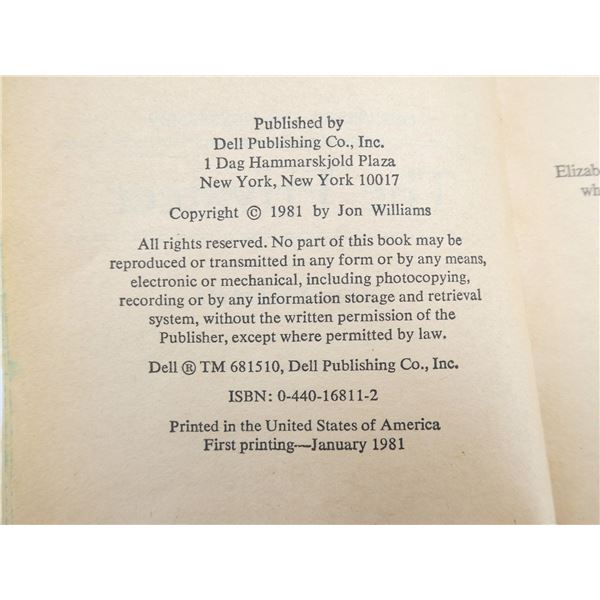 Published by
Dell Publishing Co., Inc.
1 Dag Hammarskjold Plaza
New York, New York 10017
Copyright © 1981 by Jon Williams
All rights reserved. No part of this book may be
reproduced or transmitted in any form or by any means,
electronic or mechanical, including photocopying,
recording or by any information storage and retrieval
system, without the written permission of the
Publisher, except where permitted by law.
Dell ® TM 681510, Dell Publishing Co., Inc.
ISBN: 0-440-16811-2
Printed in the United States of America
First printing—January 1981
Elizab
wh